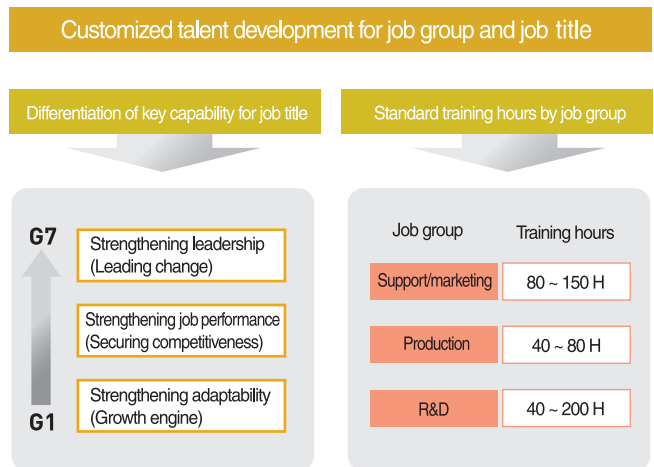 Customized talent development for job group and job title
Differentiation of key capability for job title
Standard training hours by job group
G7
Strengthening leadership
(Leading change)
Strengthening job performance
(Securing competitiveness)
Strengthening adaptability
(Growth engine)
G1
Job group
Training hours
Support/marketing
80 ~ 150 H
Production
40 ~ 80 H
R&D
40 ~ 200 H